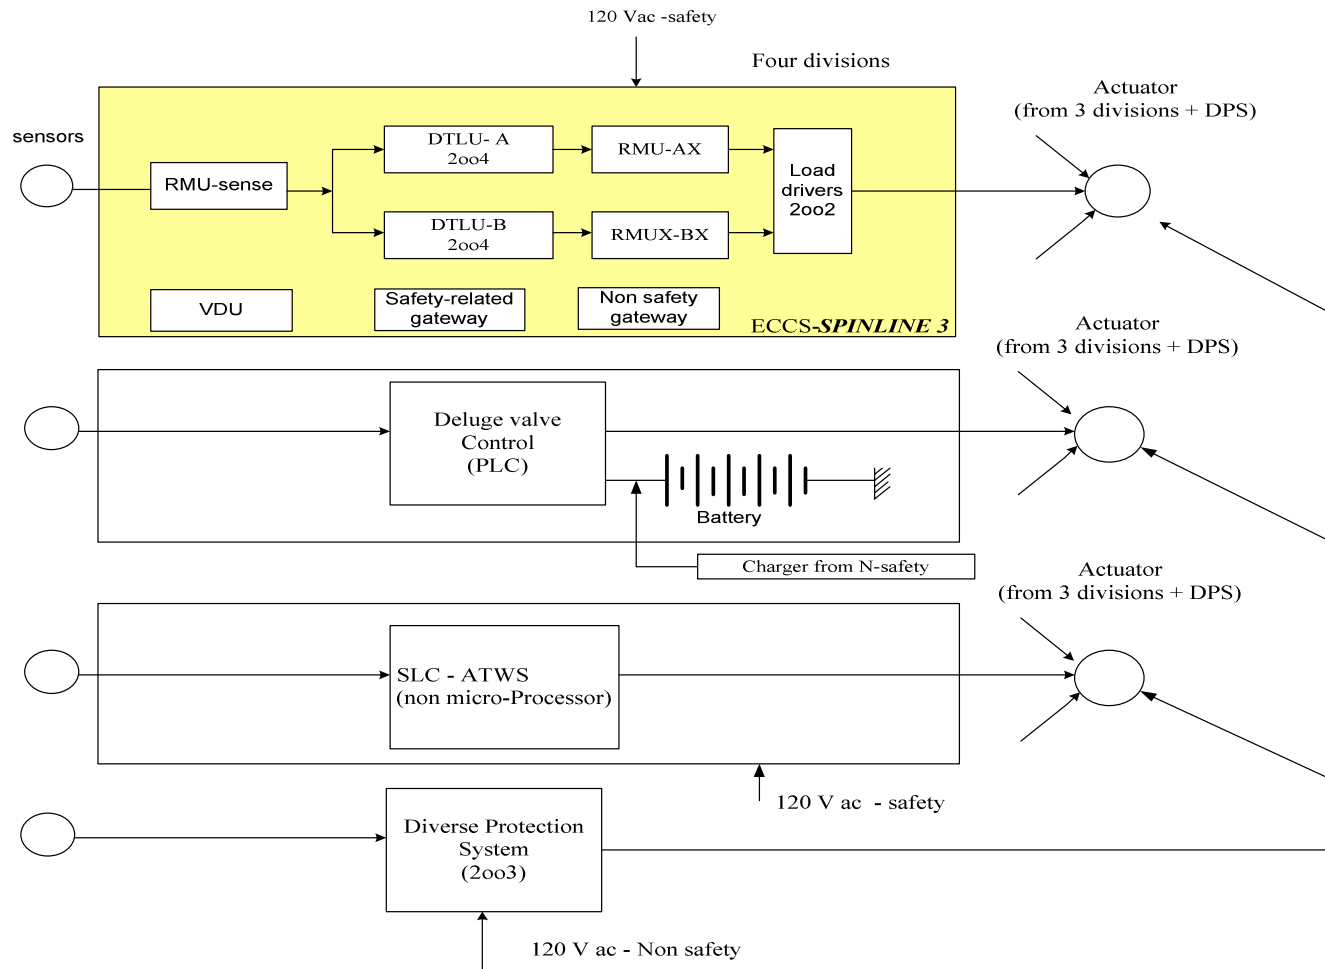 120 Vac -safety
Four divisions
Actuator
(from 3 divisions + DPS)
sensors
RMU-sense
DTLU- A
2oo4
RMU-AX
Load
drivers
2oo2
DTLU-B
2oo4
RMUX-BX
VDU
Safety-related
gateway
Non safety
gateway
ECCS-SPINLINE 3
Actuator
(from 3 divisions + DPS)
Deluge valve
Control
(PLC)
Battery
Charger from N-safety
Actuator
(from 3 divisions + DPS)
SLC - ATWS
(non micro-Processor)
120 V ac - safety
Diverse Protection
System
(2oo3)
120 V ac - Non safety